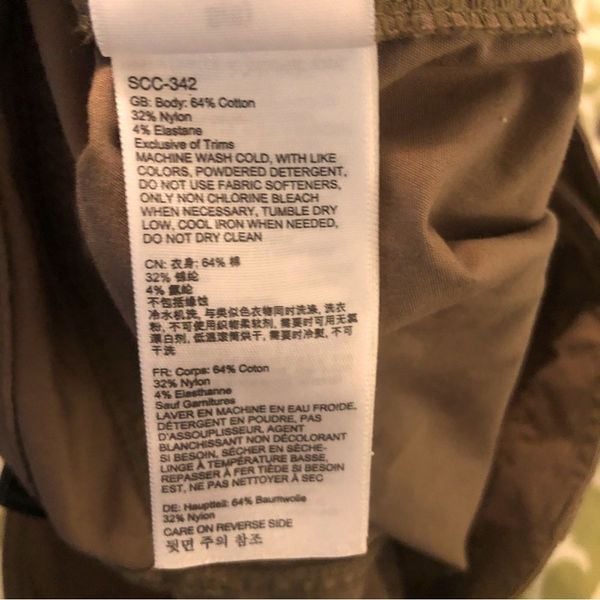 SCC-342
GB: Body: 64% Cotton
32% Nylon
4% Elastane
Exclusive of Trims
MACHINE WASH COLD, WITH LIKE
COLORS, POWDERED DETERGENT,
DO NOT USE FABRIC SOFTENERS,
ONLY NON CHLORINE BLEACH
WHEN NECESSARY, TUMBLE DRY
LOW, COOL IRON WHEN NEEDED,
DO NOT DRY CLEAN
CN: 衣身: 64% 棉
32% 锦纶
4% 氨纶
不包括缘蚀
冷水机洗, 与类似色衣物同时洗涤, 洗衣
粉, 不可使用织物柔软剂, 需要时可用无氯
漂白剂, 低温滚筒烘干, 需要时冷熨, 不可
干洗
FR: Corps: 64% Coton
32% Nylon
4% Elasthanne
Sauf Garnitures
LAVER EN MACHINE EN EAU FROIDE,
DÉTERGENT EN POUDRE, PAS
D'ASSOUPLISSEUR, AGENT
BLANCHISSANT NON DÉCOLORANT
SI BESOIN, SÉCHER EN SÈCHE-
LINGE À TEMPÉRATURE BASSE,
REPASSER À FER TIÈDE SI BESOIN
EST, NE PAS NETTOYER À SEC
DE: Hauptteil: 64% Baumwolle
32% Nylon
CARE ON REVERSE SIDE
뒷면 주의 참조